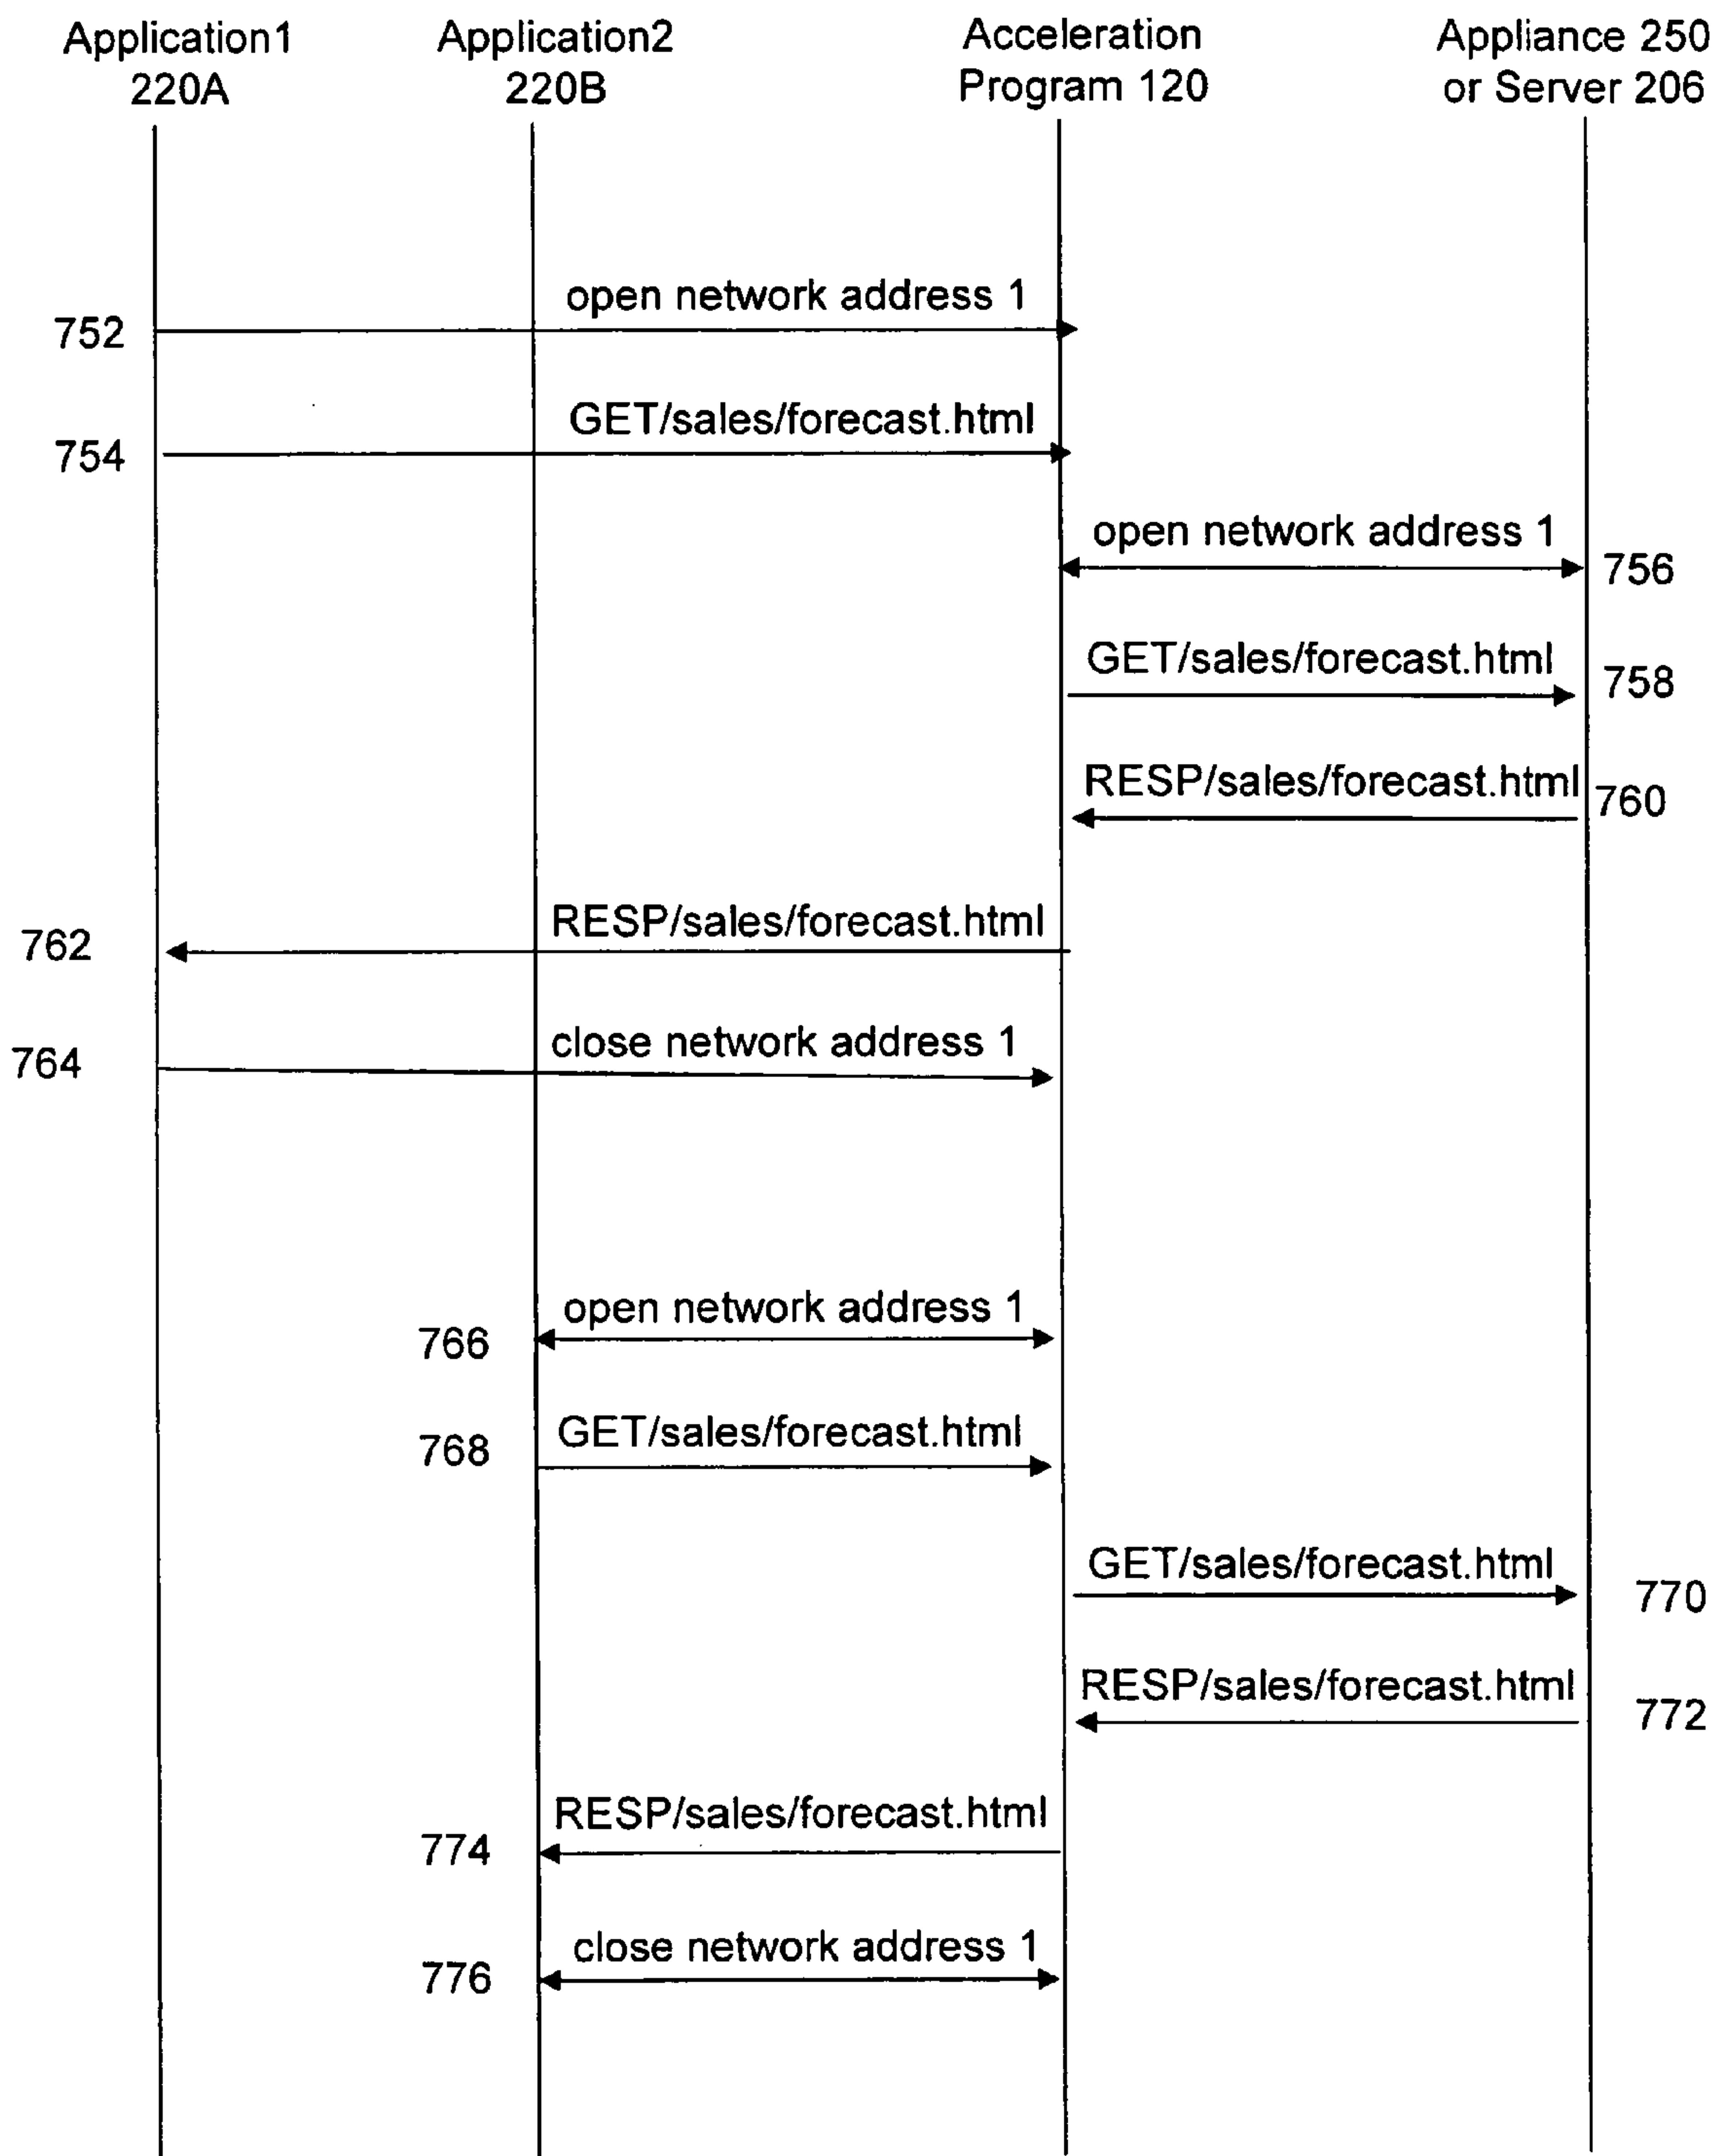 Application1
220A
Application2
220B
Acceleration
Program 120
Appliance 250
or Server 206
open network address 1
752
GET/sales/forecast.html
754
open network address 1
756
GET/sales/forecast.html
758
RESP/sales/forecast.html
760
RESP/sales/forecast.html
762
close network address 1
764
open network address 1
766
GET/sales/forecast.html
768
GET/sales/forecast.html
770
RESP/sales/forecast.html
772
RESP/sales/forecast.html
774
close network address 1
776